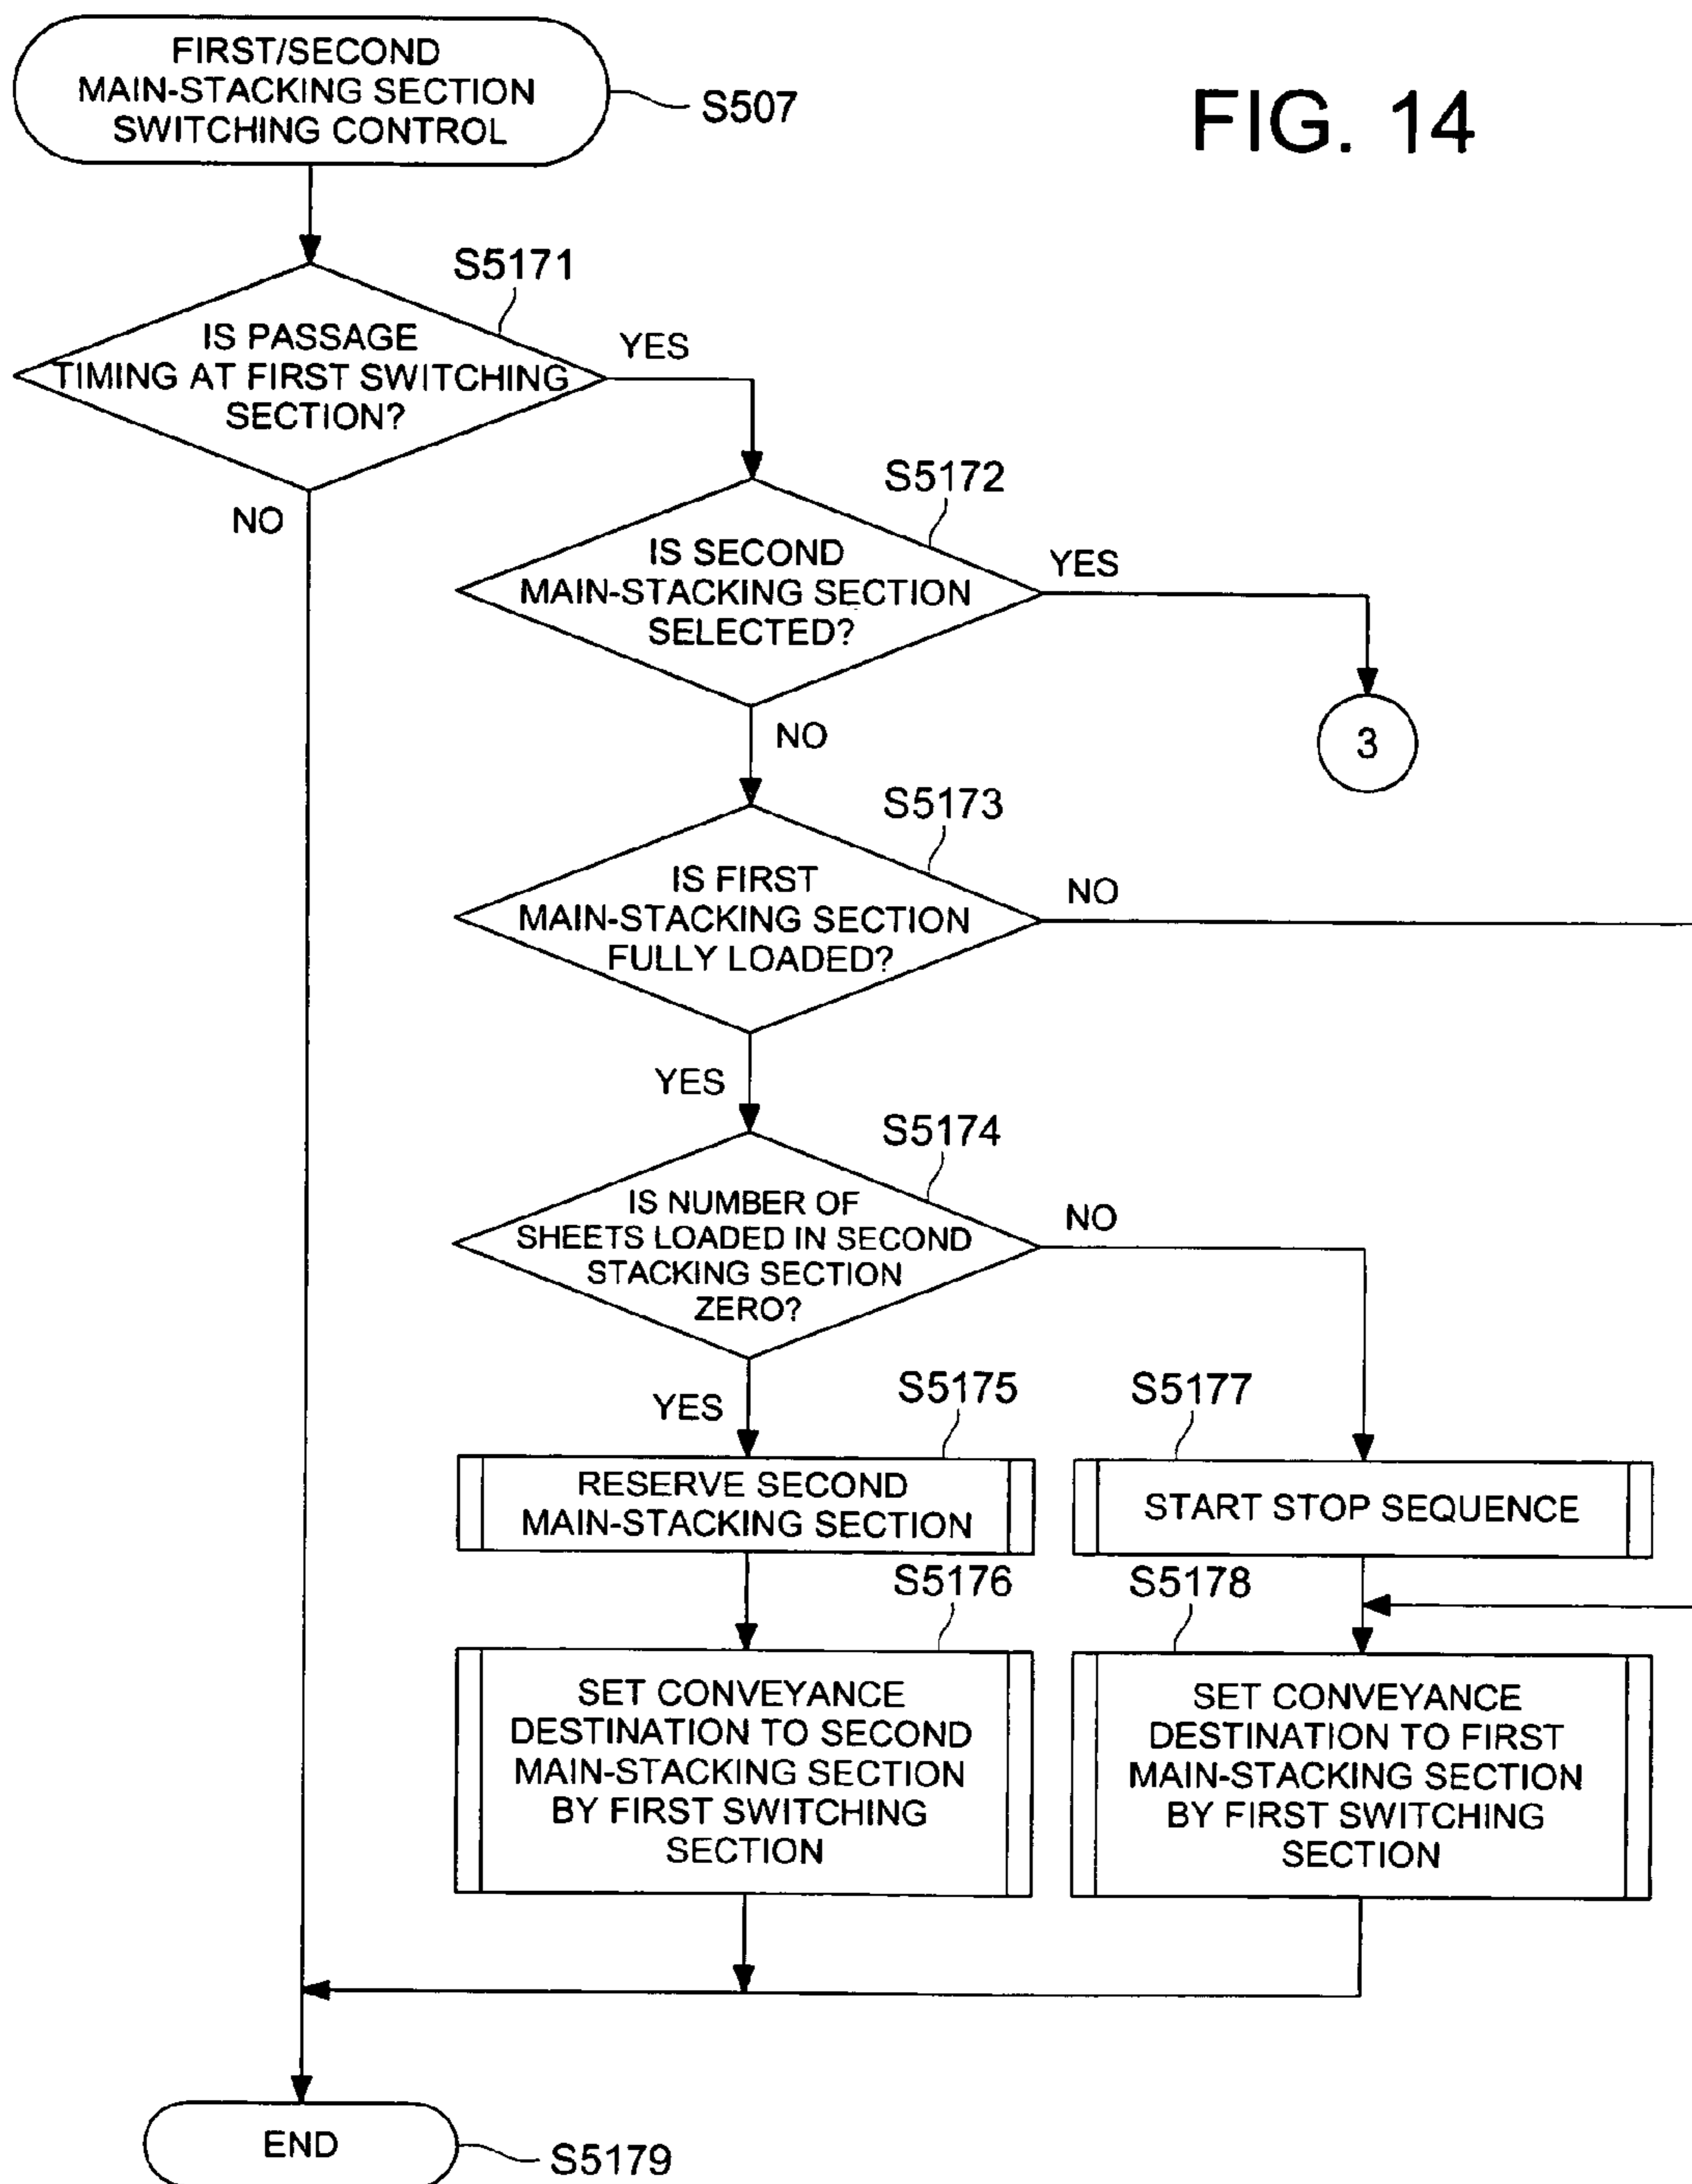 FIRST/SECOND
MAIN-STACKING SECTION
SWITCHING CONTROL
S507
FIG. 14
S5171
IS PASSAGE
TIMING AT FIRST SWITCHING
SECTION?
YES
NO
S5172
IS SECOND
MAIN-STACKING SECTION
SELECTED?
YES
NO
3
S5173
IS FIRST
MAIN-STACKING SECTION
FULLY LOADED?
NO
YES
S5174
IS NUMBER OF
SHEETS LOADED IN SECOND
STACKING SECTION
ZERO?
NO
YES
S5175
RESERVE SECOND
MAIN-STACKING SECTION
S5177
START STOP SEQUENCE
S5176
SET CONVEYANCE
DESTINATION TO SECOND
MAIN-STACKING SECTION
BY FIRST SWITCHING
SECTION
S5178
SET CONVEYANCE
DESTINATION TO FIRST
MAIN-STACKING SECTION
BY FIRST SWITCHING
SECTION
END
S5179